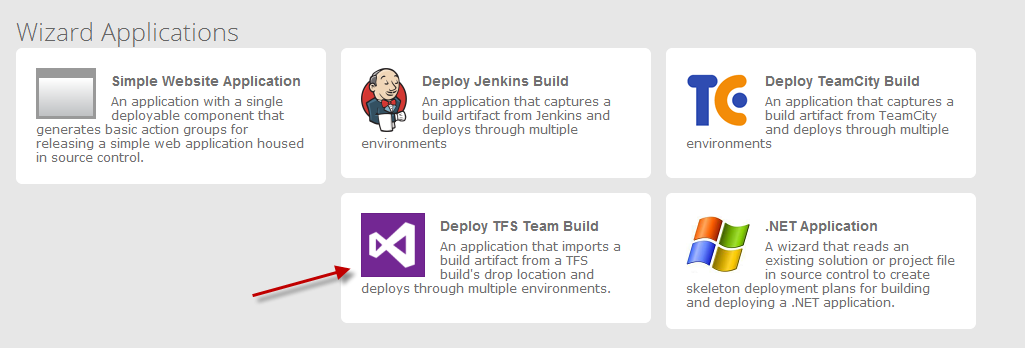 Wizard Applications
Simple Website Application
An application with a single
deployable component that
generates basic action groups for
releasing a simple web application housed
in source control.
Deploy Jenkins Build
An application that captures a
build artifact from Jenkins and
deploys through multiple
environments
TC
Deploy TeamCity Build
An application that captures a
build artifact from TeamCity
and deploys through multiple
environments
Deploy TFS Team Build
An application that imports a
build artifact from a TFS
build's drop location and
deploys through multiple environments.
.NET Application
A wizard that reads an
existing solution or project file
in source control to create
skeleton deployment plans for building
and deploying a .NET application.